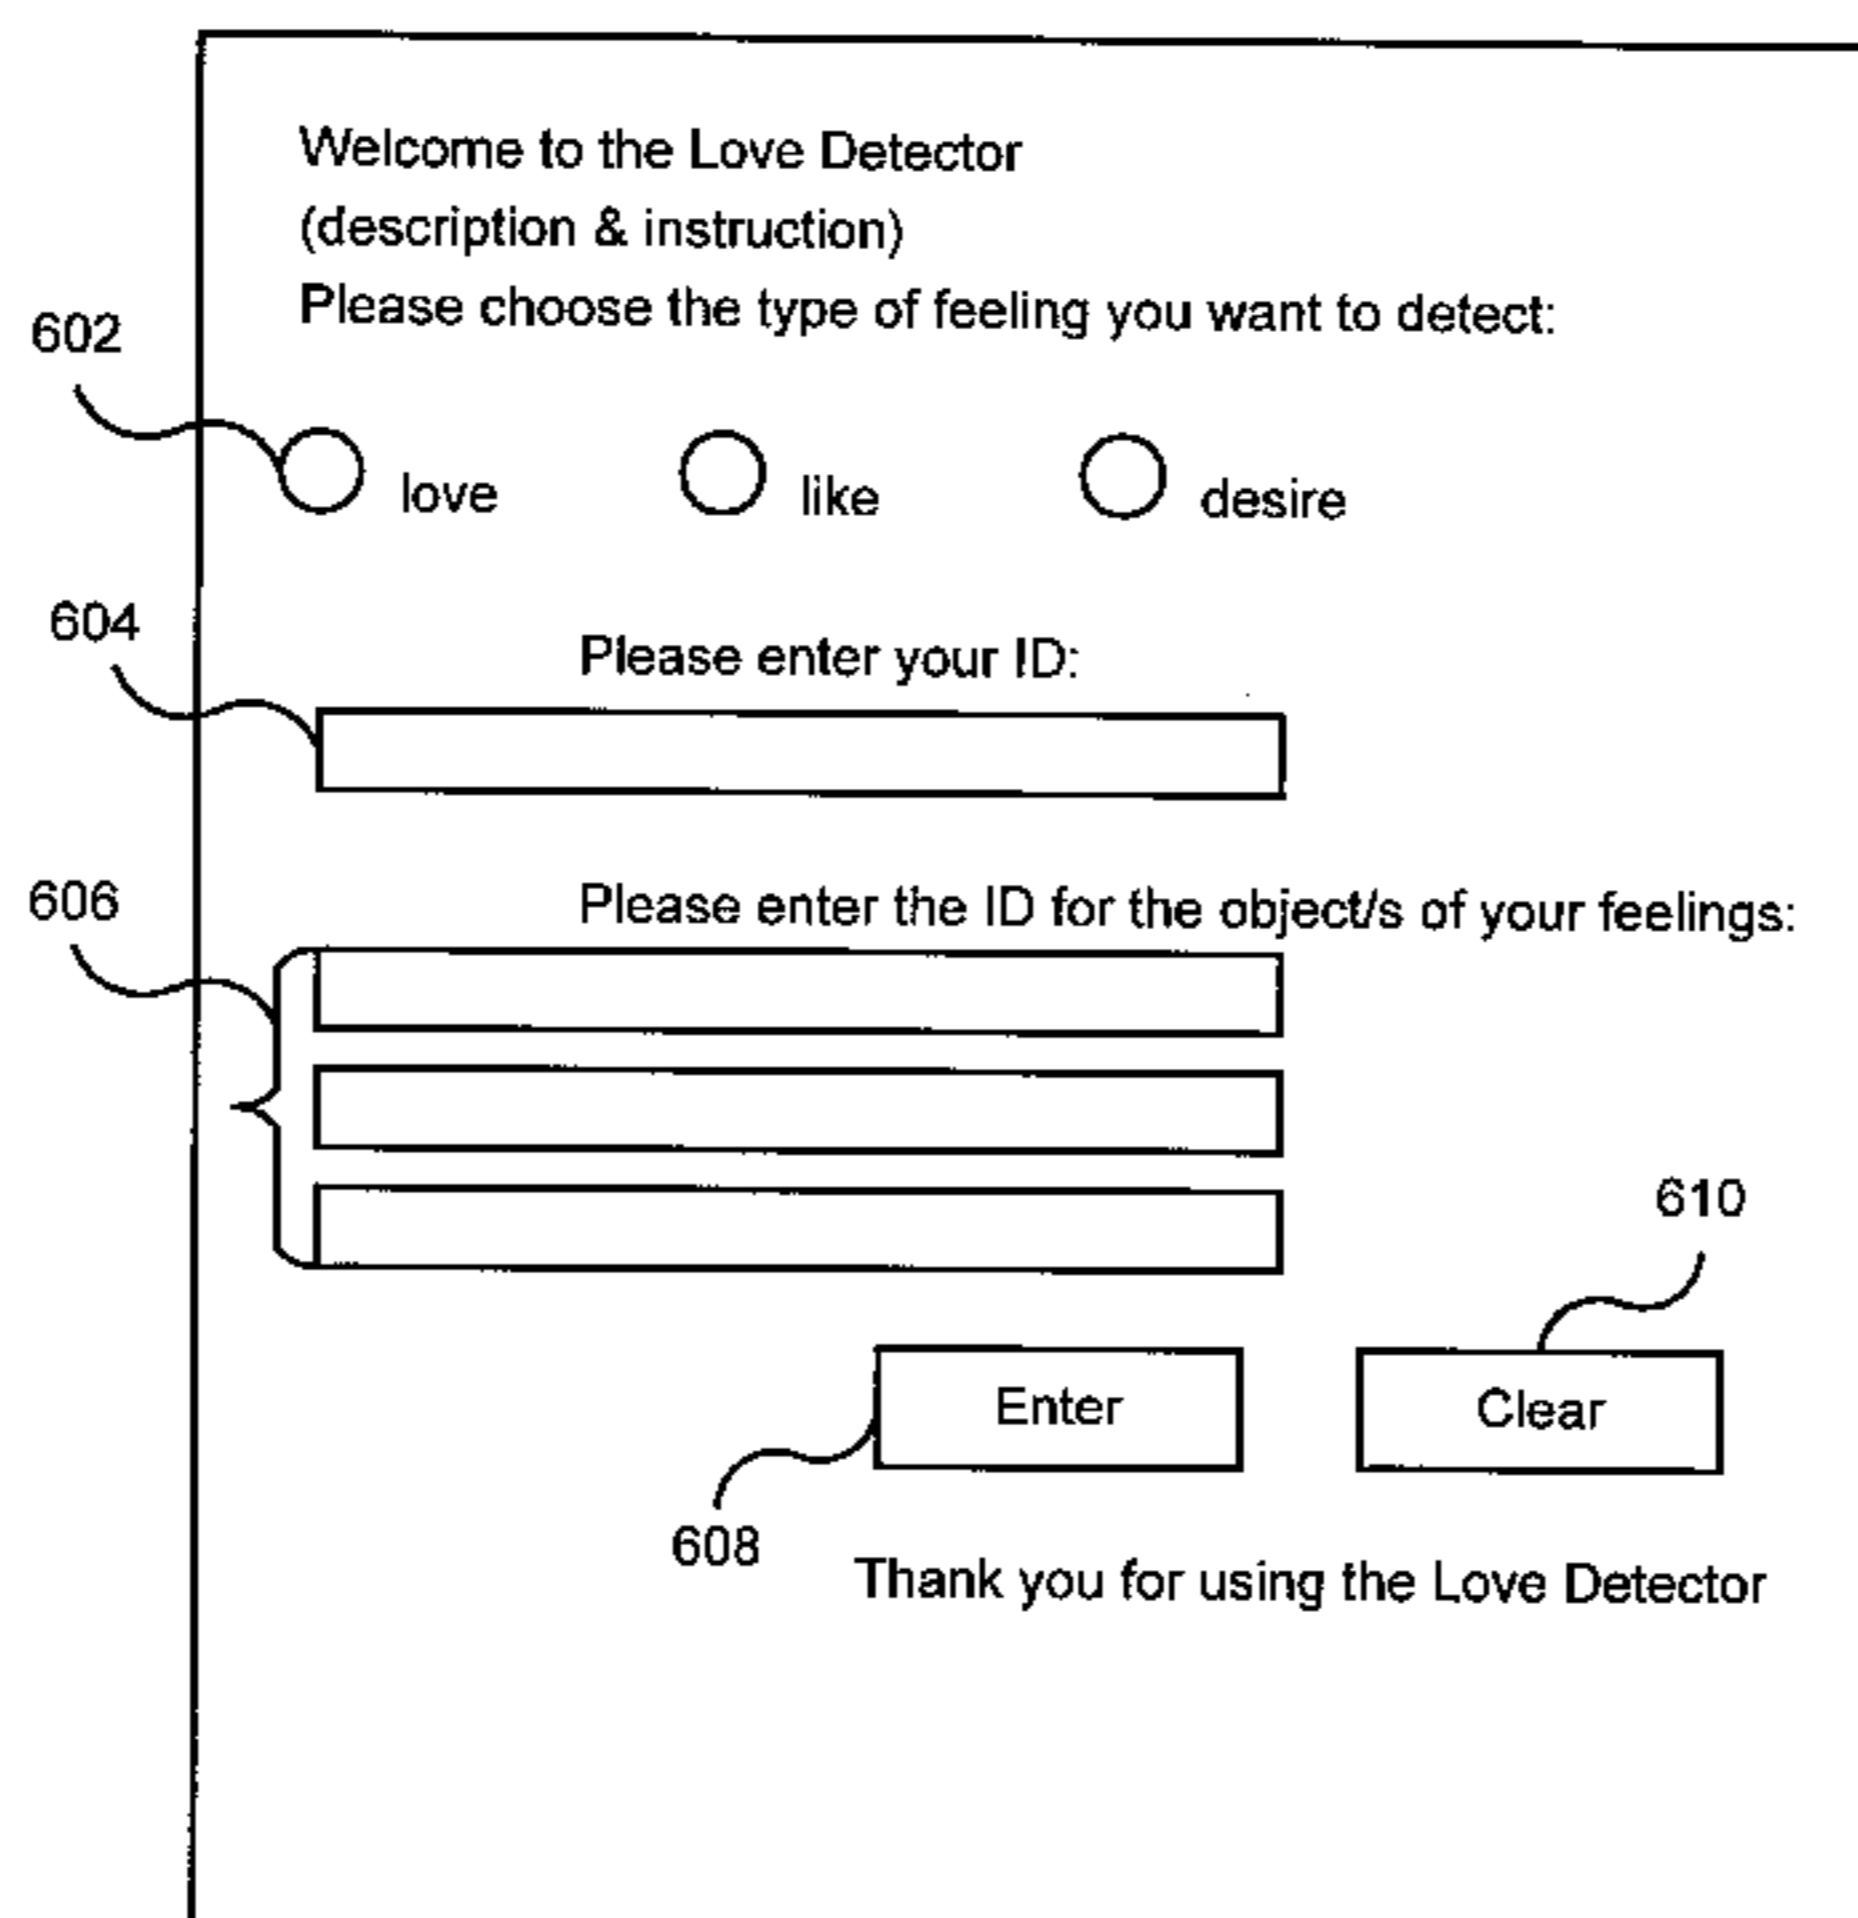 Welcome to the Love Detector
(description & instruction)
Please choose the type of feeling you want to detect:
602
love like desire
604
Please enter your ID:
606
Please enter the ID for the object/s of your feelings:
610
Enter Clear
608
Thank you for using the Love Detector